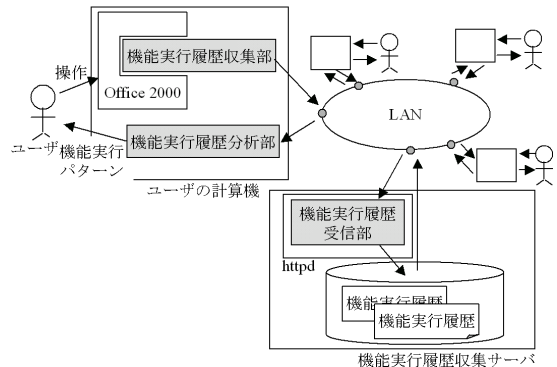 機能実行履歴収集部
操作
Office 2000
LAN
ユーザ
機能実行
パターン
機能実行履歴分析部
ユーザの計算機
機能実行履歴
受信部
httpd
機能実行履歴
機能実行履歴
機能実行履歴収集サーバ